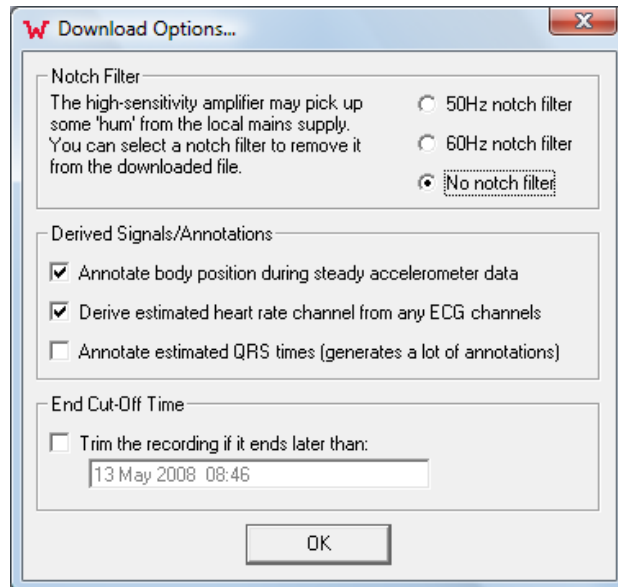 Download Options...
Notch Filter
The high-sensitivity amplifier may pick up
some 'hum' from the local mains supply.
You can select a notch filter to remove it
from the downloaded file.
50Hz notch filter
60Hz notch filter
No notch filter
Derived Signals/Annotations
Annotate body position during steady accelerometer data
Derive estimated heart rate channel from any ECG channels
Annotate estimated QRS times (generates a lot of annotations)
End Cut-Off Time
Trim the recording if it ends later than:
13 May 2008 08:46
OK